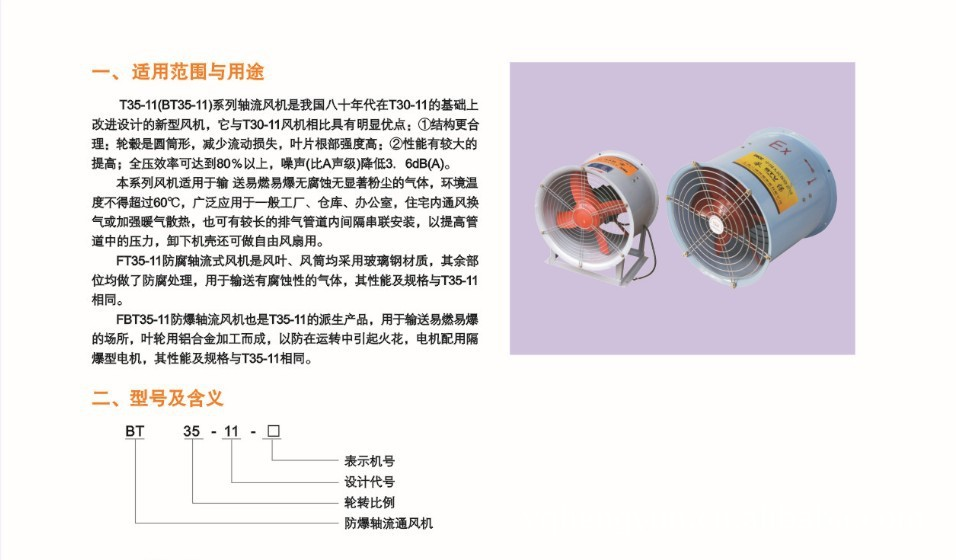 一、适用范围与用途
T35-11(BT35-11)系列轴流风机是我国八十年代在T30-11的基础上
改进设计的新型风机，它与T30-11风机相比具有明显优点：①结构更合
理：轮毂是圆筒形，减少流动损失，叶片根部强度高：②性能有较大的
提高；全压效率可达到80%以上，噪声(比A声级)降低3．6dB(A)。
本系列风机适用于输 送易燃易爆无腐蚀无显著粉尘的气体，环境温
度不得超过60℃，广泛应用于一般工厂、仓库、办公室，住宅内通风换
气或加强暖气散热，也可有较长的排气管道内间隔串联安装，以提高管
道中的压力，卸下机壳还可做自由风扇用。
FT35-11防腐轴流式风机是风叶、风筒均采用玻璃钢材质，其余部
位均做了防腐处理，用于输送有腐蚀性的气体，其性能及规格与T35-11
相同。
FBT35-11防爆轴流风机也是T35-11的派生产品，用于输送易燃易爆
的场所，叶轮用铝合金加工而成，以防在运转中引起火花，电机配用隔
爆型电机，其性能及规格与T35-11相同。
Ex
二、型号及含义
BT 35 - 11 - □
表示机号
设计代号
轮转比例
防爆轴流通风机